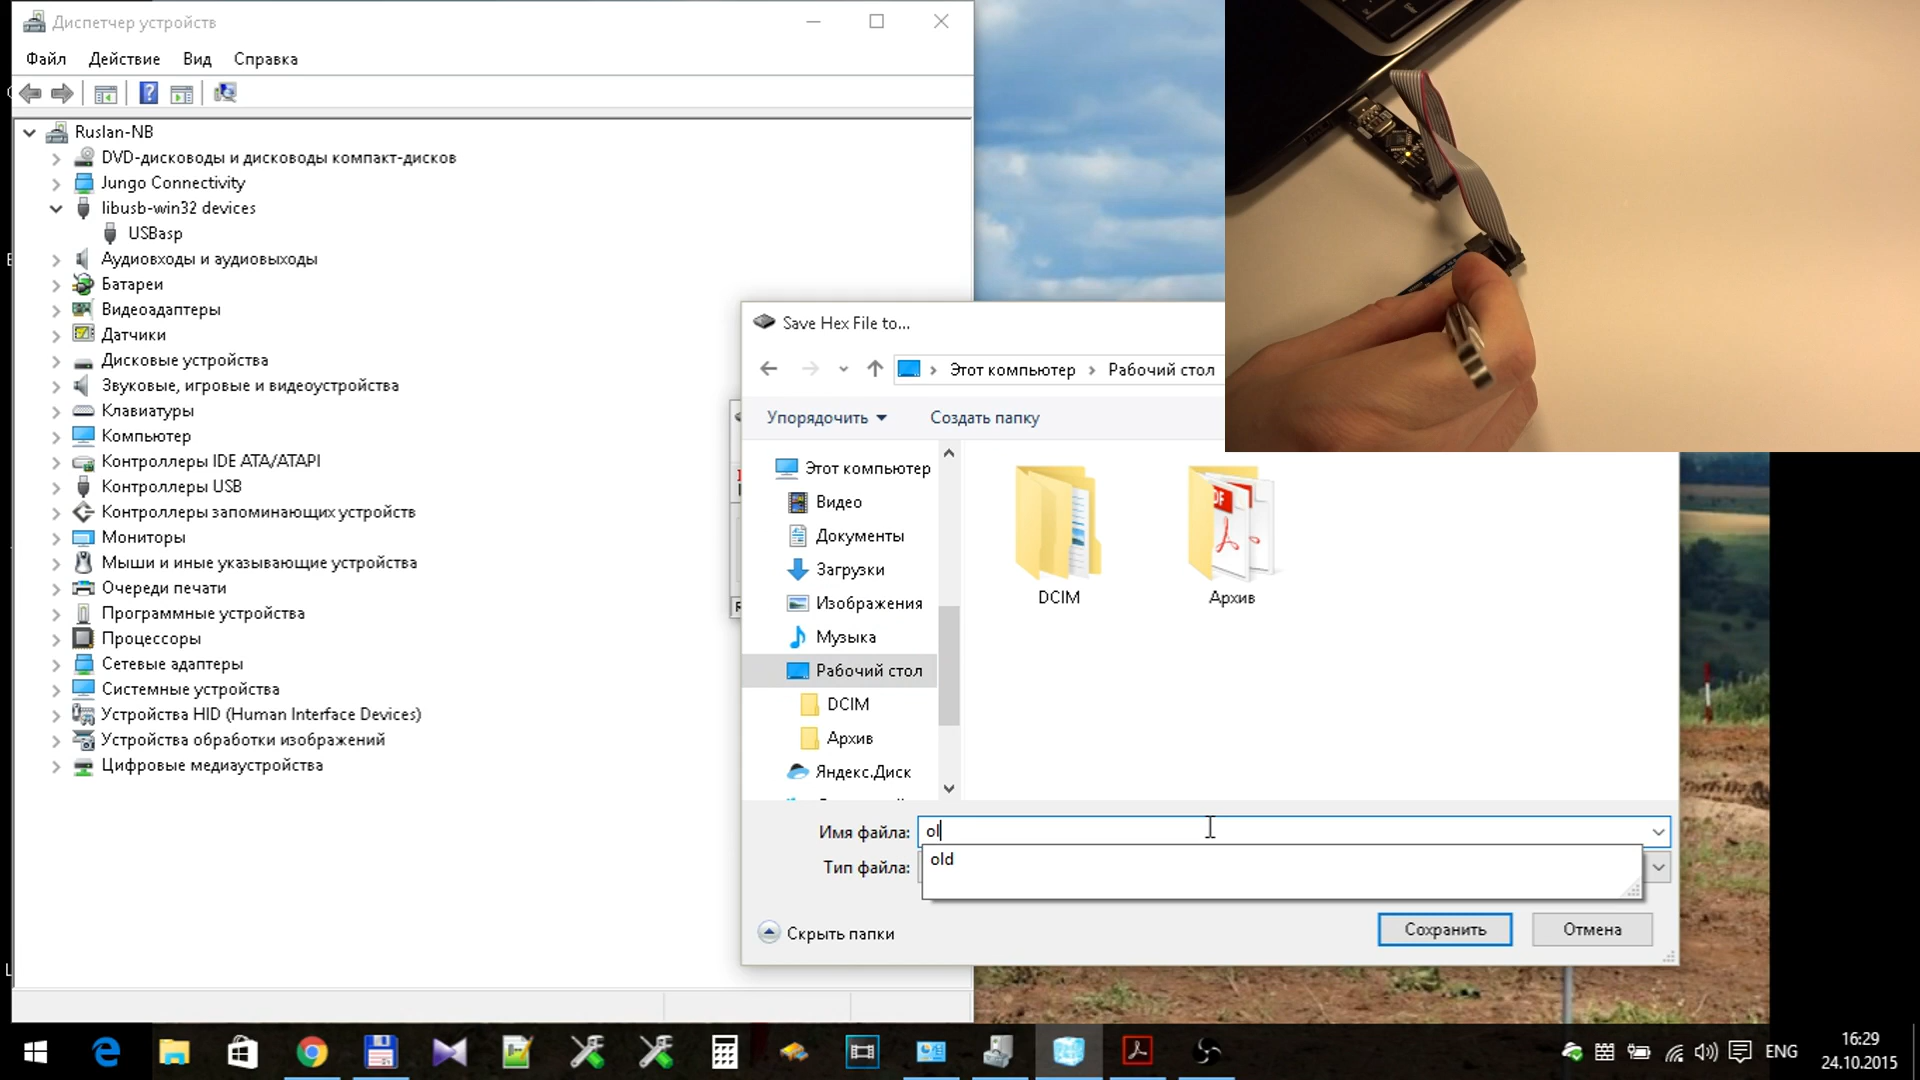 Диспетчер устройств
Файл Действие Вид Справка
Ruslan-NB
DVD-дисководы и дисководы компакт-дисков
Jungo Connectivity
libusb-win32 devices
USBasp
Аудиовходы и аудиовыходы
Батареи
Видеоадаптеры
Датчики
Дисковые устройства
Звуковые, игровые и видеоустройства
Клавиатуры
Компьютер
Контроллеры IDE ATA/ATAPI
Контроллеры USB
Контроллеры запоминающих устройств
Мониторы
Мыши и иные указывающие устройства
Очереди печати
Программные устройства
Процессоры
Сетевые адаптеры
Системные устройства
Устройства HID (Human Interface Devices)
Устройства обработки изображений
Цифровые медиаустройства
Save Hex File to...
Этот компьютер Рабочий стол
Упорядочить Создать папку
Этот компьютер
Видео
Документы
Загрузки
Изображения
Музыка
Рабочий стол
DCIM
Архив
Яндекс.Диск
DCIM Архив
Имя файла: ol
old
Тип файла:
Скрыть папки Сохранить Отмена
ENG
16:29
24.10.2015